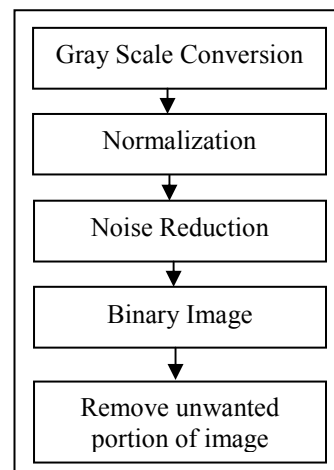 Gray Scale Conversion
Normalization
Noise Reduction
Binary Image
Remove unwanted
portion of image